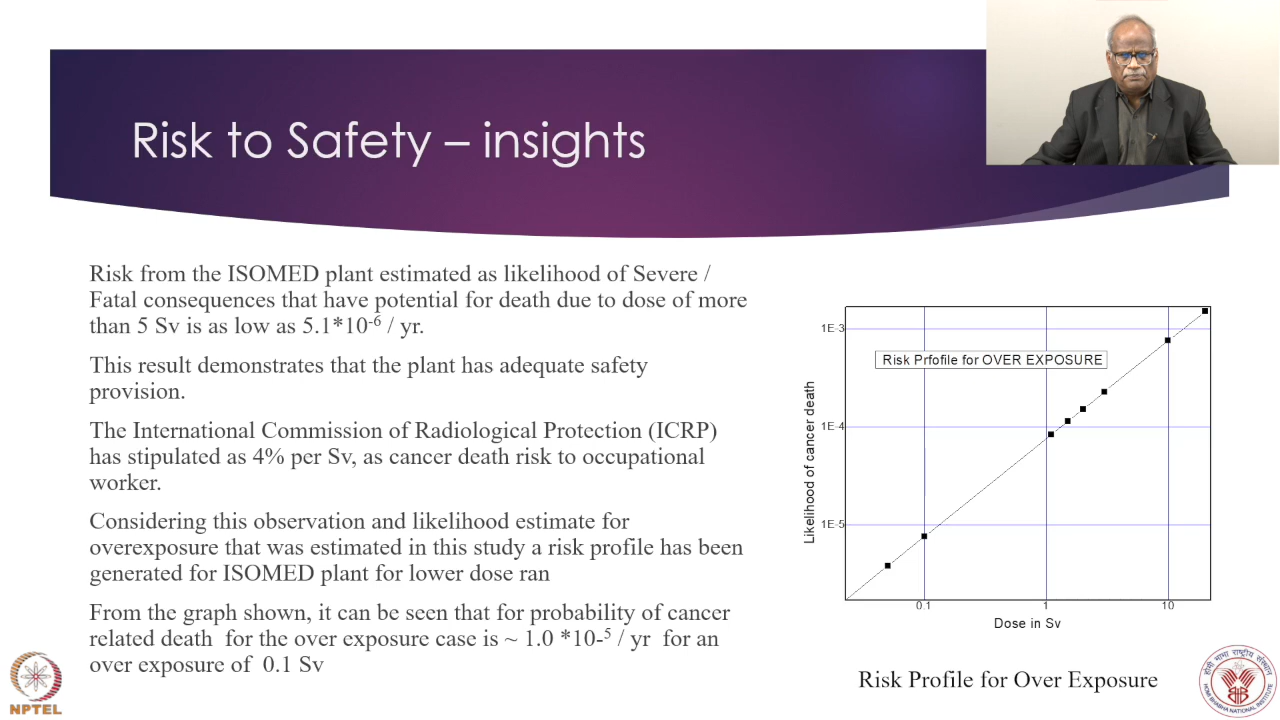 Risk to Safety – insights
Risk from the ISOMED plant estimated as likelihood of Severe /
Fatal consequences that have potential for death due to dose of more
than 5 Sv is as low as 5.1*10-6 / yr.
This result demonstrates that the plant has adequate safety
provision.
The International Commission of Radiological Protection (ICRP)
has stipulated as 4% per Sv, as cancer death risk to occupational
worker.
Considering this observation and likelihood estimate for
overexposure that was estimated in this study a risk profile has been
generated for ISOMED plant for lower dose ran
From the graph shown, it can be seen that for probability of cancer
related death for the over exposure case is ~ 1.0 *10-5 / yr for an
over exposure of 0.1 Sv
Risk Prfofile for OVER EXPOSURE
Likelihood of cancer death
1E-3
1E-4
1E-5
0.1
1
10
Dose in Sv
Risk Profile for Over Exposure
NPTEL
होमी भाभा राष्ट्रीय संस्थान
HOMI BHABHA NATIONAL INSTITUTE